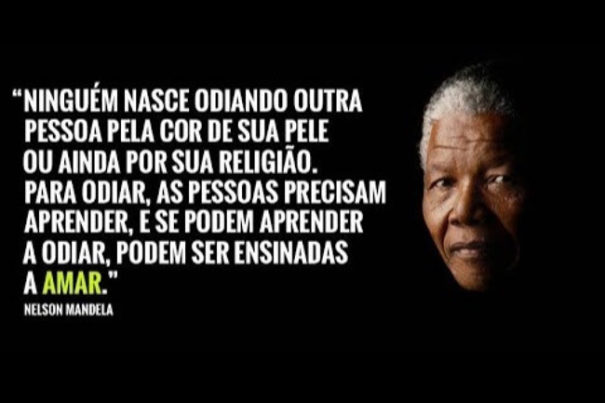 “NINGUÉM NASCE ODIANDO OUTRA
PESSOA PELA COR DE SUA PELE
OU AINDA POR SUA RELIGIÃO.
PARA ODIAR, AS PESSOAS PRECISAM
APRENDER, E SE PODEM APRENDER
A ODIAR, PODEM SER ENSINADAS
A AMAR.”
NELSON MANDELA